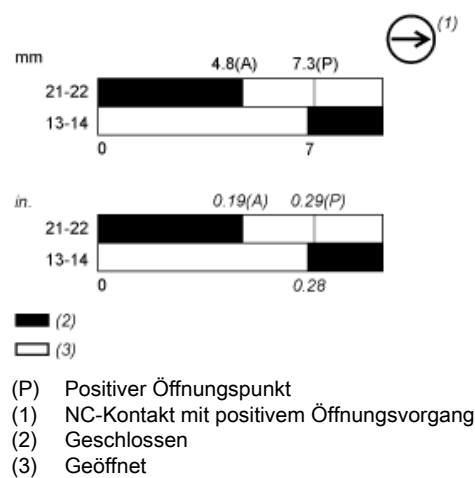 (1)
mm 4.8(A) 7.3(P)
21-22
13-14
0 7
in. 0.19(A) 0.29(P)
21-22
13-14
0 0.28
(2)
(3)
(P) Positiver Öffnungspunkt
(1) NC-Kontakt mit positivem Öffnungsvorgang
(2) Geschlossen
(3) Geöffnet